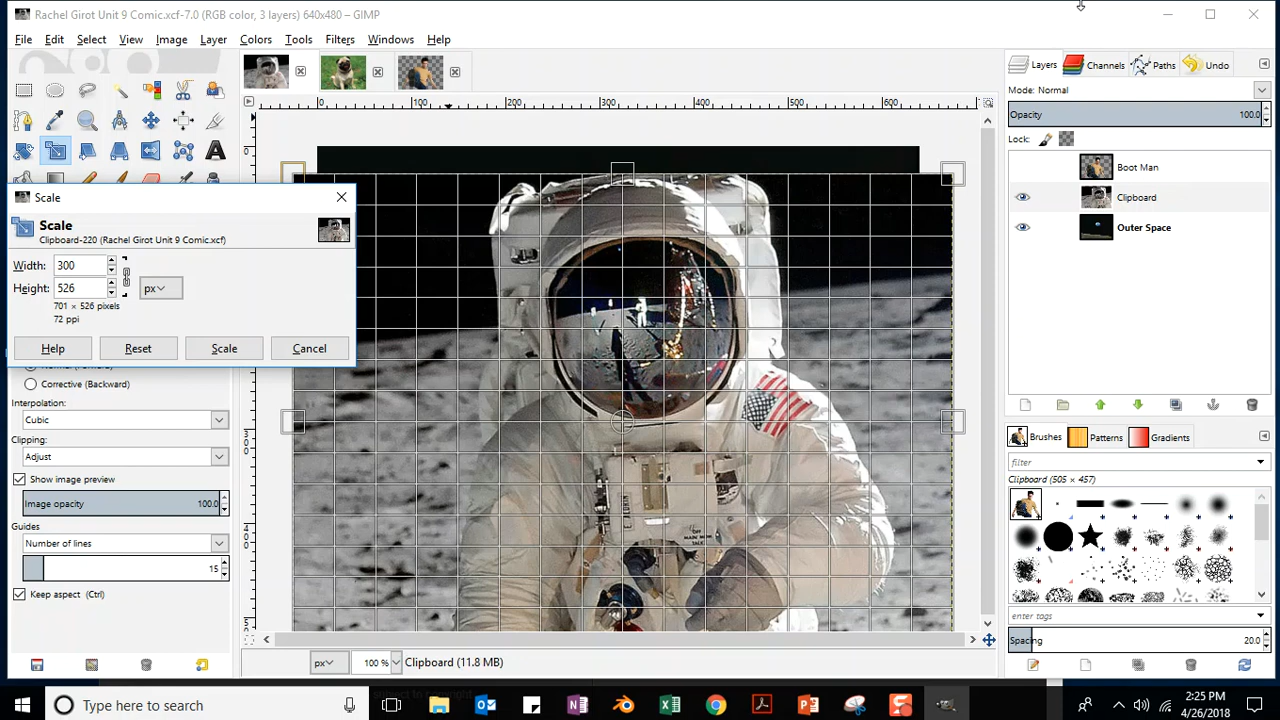 Rachel Girot Unit 9 Comic.xcf-7.0 (RGB color, 3 layers) 640x480 – GIMP
File Edit Select View Image Layer Colors Tools Filters Windows Help
Layers Channels Paths Undo
0 100 200 300 400 500 600
Mode: Normal
Opacity 100.0
Lock:
Boot Man
Clipboard
Outer Space
Scale
Scale
Clipboard-220 (Rachel Girot Unit 9 Comic.xcf)
Width: 300
Height: 526
px
701 × 526 pixels
72 ppi
Help Reset Scale Cancel
Normal (Forward)
Corrective (Backward)
Interpolation:
Cubic
Clipping:
Adjust
Show image preview
Image opacity 100.0
Guides
Number of lines
15
Keep aspect (Ctrl)
Brushes Patterns Gradients
filter
Clipboard (505 × 457)
enter tags
Spacing 20.0
px 100 % Clipboard (11.8 MB)
Type here to search
2:25 PM
4/26/2018